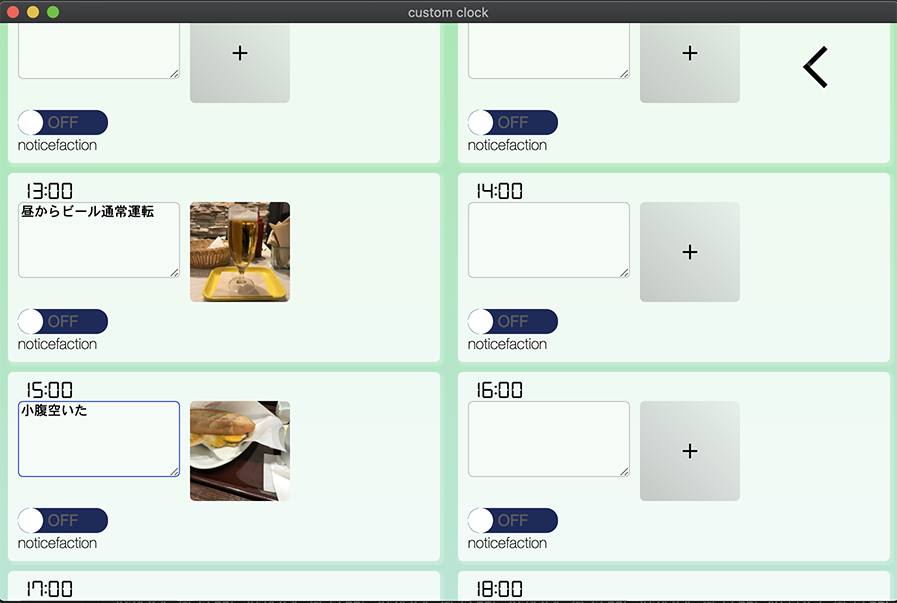 custom clock
+
+
OFF
OFF
noticefaction
noticefaction
13:00
14:00
昼からビール通常運転
+
OFF
OFF
noticefaction
noticefaction
15:00
16:00
小腹空いた
+
OFF
OFF
noticefaction
noticefaction
17:00
18:00